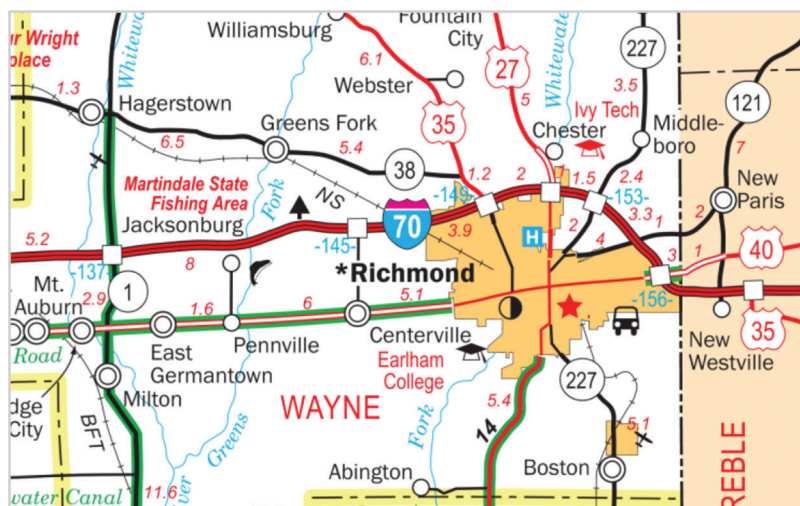 Williamsburg
Fountain
City
Whitewater
27
5
227
3.5
121
7
ur Wright
place
Whitewa
1.3
Hagerstown
6.1
Webster
35
Ivy Tech
Chester
Middle-
boro
6.5
Greens Fork
5.4
38
1.2
2
1.5
2.4
New
Paris
Martindale State
Fishing Area
Fork
NS
-149-
-153-
3.3
1
2
Jacksonburg
70
3.9
H
2
4
5.2
-137-
8
-145-
*Richmond
3
1
40
-156-
Mt.
Auburn
2.9
1
1.6
6
5.1
Road
East
Germantown
Pennville
Centerville
Earlham
College
New
Westville
35
dge
City
Milton
BFT
WAYNE
5.4
227
14
5.1
Greens
Fork
Abington
Boston
REBLE
water Canal
11.6
ver